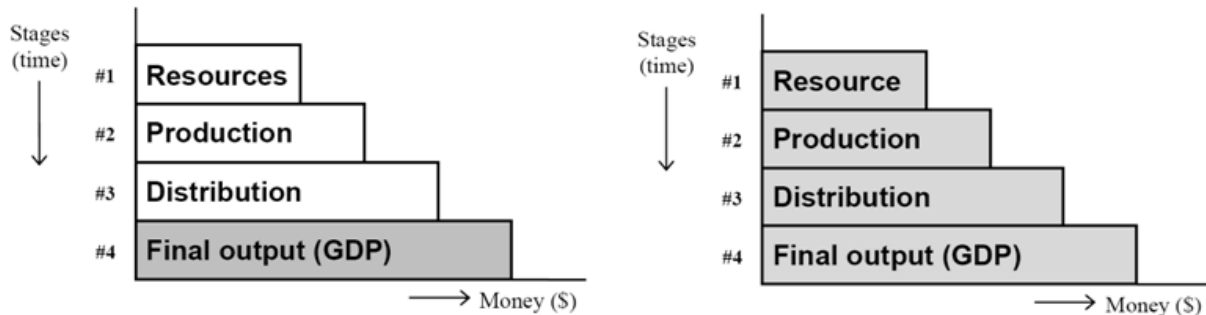 Stages
(time)
#1 Resources
#2 Production
#3 Distribution
#4 Final output (GDP)
Money ($)
Stages
(time)
#1 Resource
#2 Production
#3 Distribution
#4 Final output (GDP)
Money ($)